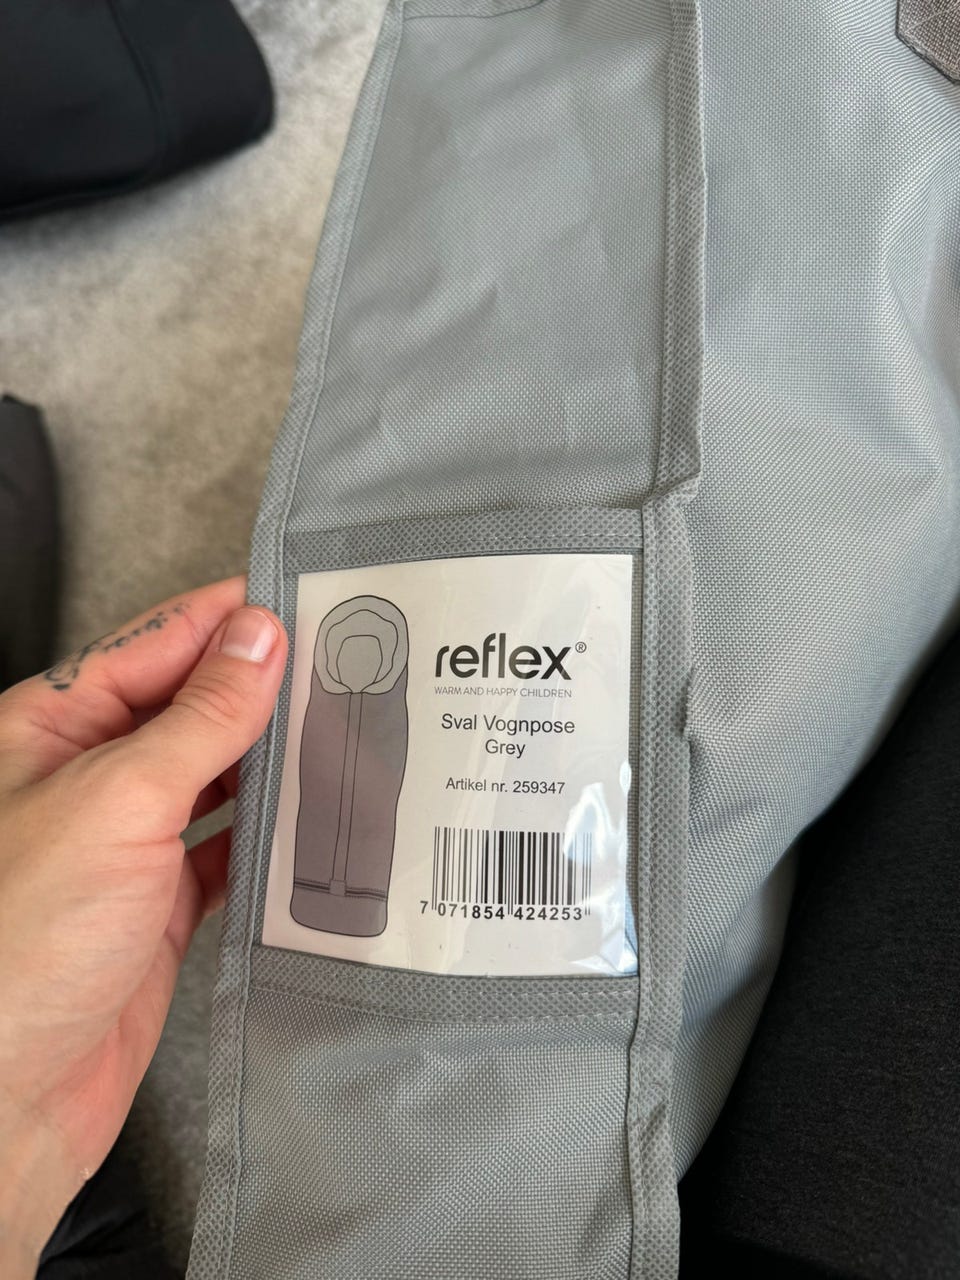 reflex®
WARM AND HAPPY CHILDREN
Sval Vognpose
Grey
Artikel nr. 259347
7 071854 424253